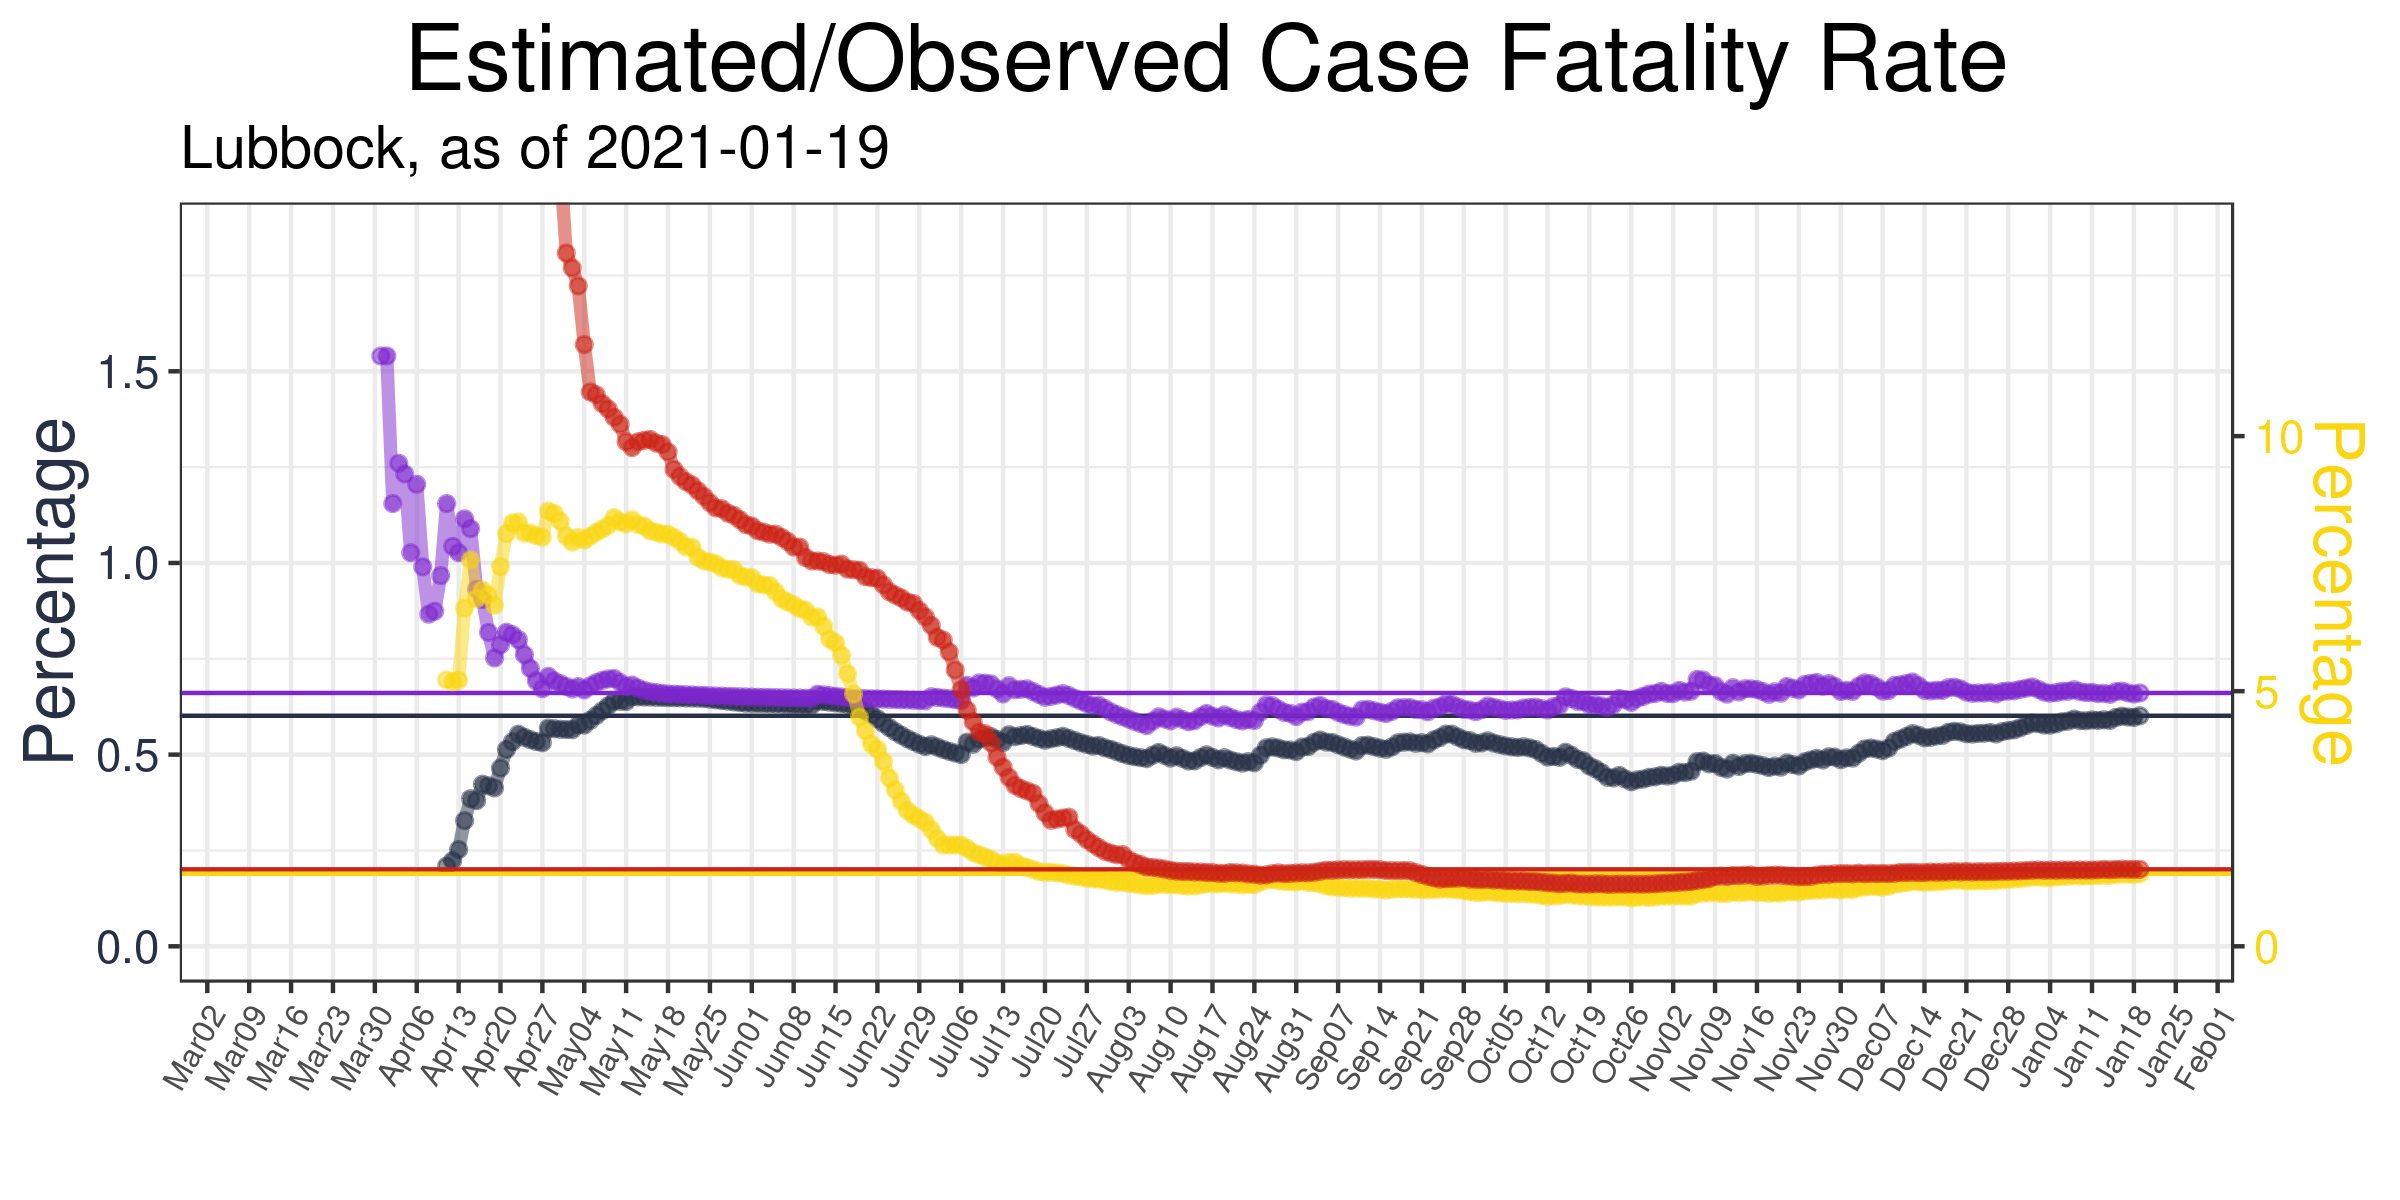 Estimated/Observed Case Fatality Rate
Lubbock, as of 2021-01-19
Percentage
1.5
1.0
0.5
0.0
10
5
0
Percentage
Mar02
Mar09
Mar16
Mar23
Mar30
Apr06
Apr13
Apr20
Apr27
May04
May11
May18
May25
Jun01
Jun08
Jun15
Jun22
Jun29
Jul06
Jul13
Jul20
Jul27
Aug03
Aug10
Aug17
Aug24
Aug31
Sep07
Sep14
Sep21
Sep28
Oct05
Oct12
Oct19
Oct26
Nov02
Nov09
Nov16
Nov23
Nov30
Dec07
Dec14
Dec21
Dec28
Jan04
Jan11
Jan18
Jan25
Feb01